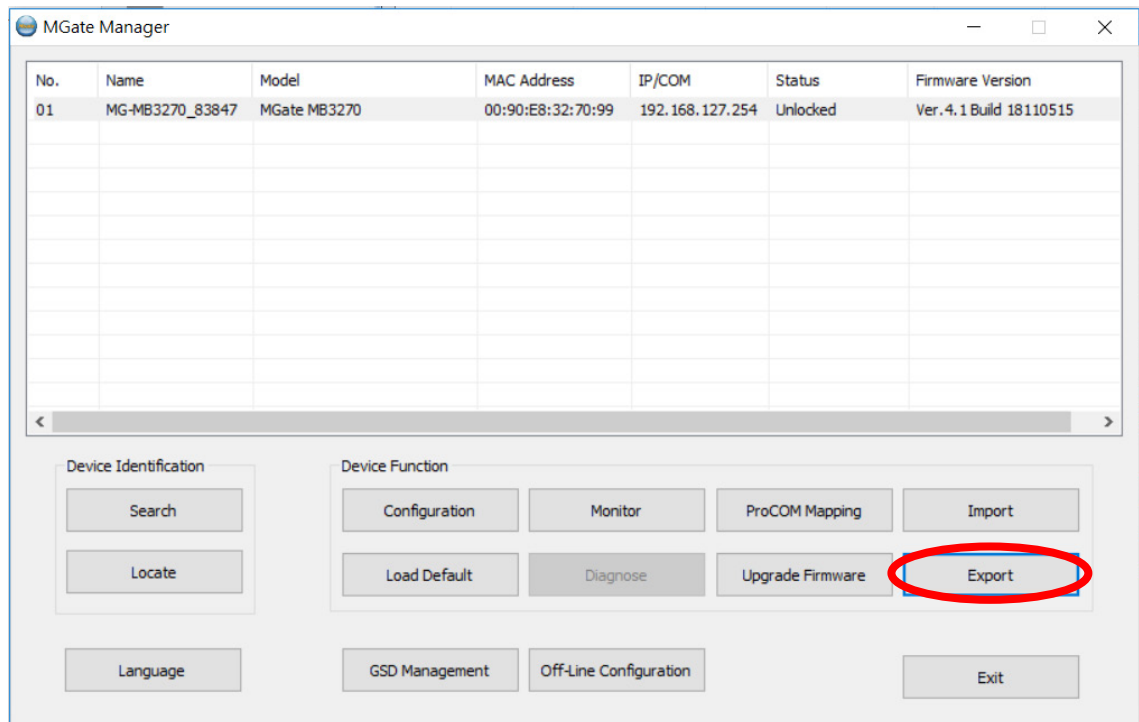 MGate Manager
No. Name Model MAC Address IP/COM Status Firmware Version
01 MG-MB3270_83847 MGate MB3270 00:90:E8:32:70:99 192.168.127.254 Unlocked Ver.4.1 Build 18110515
Device Identification Device Function
Search Configuration Monitor ProCOM Mapping Import
Locate Load Default Diagnose Upgrade Firmware Export
Language GSD Management Off-Line Configuration Exit